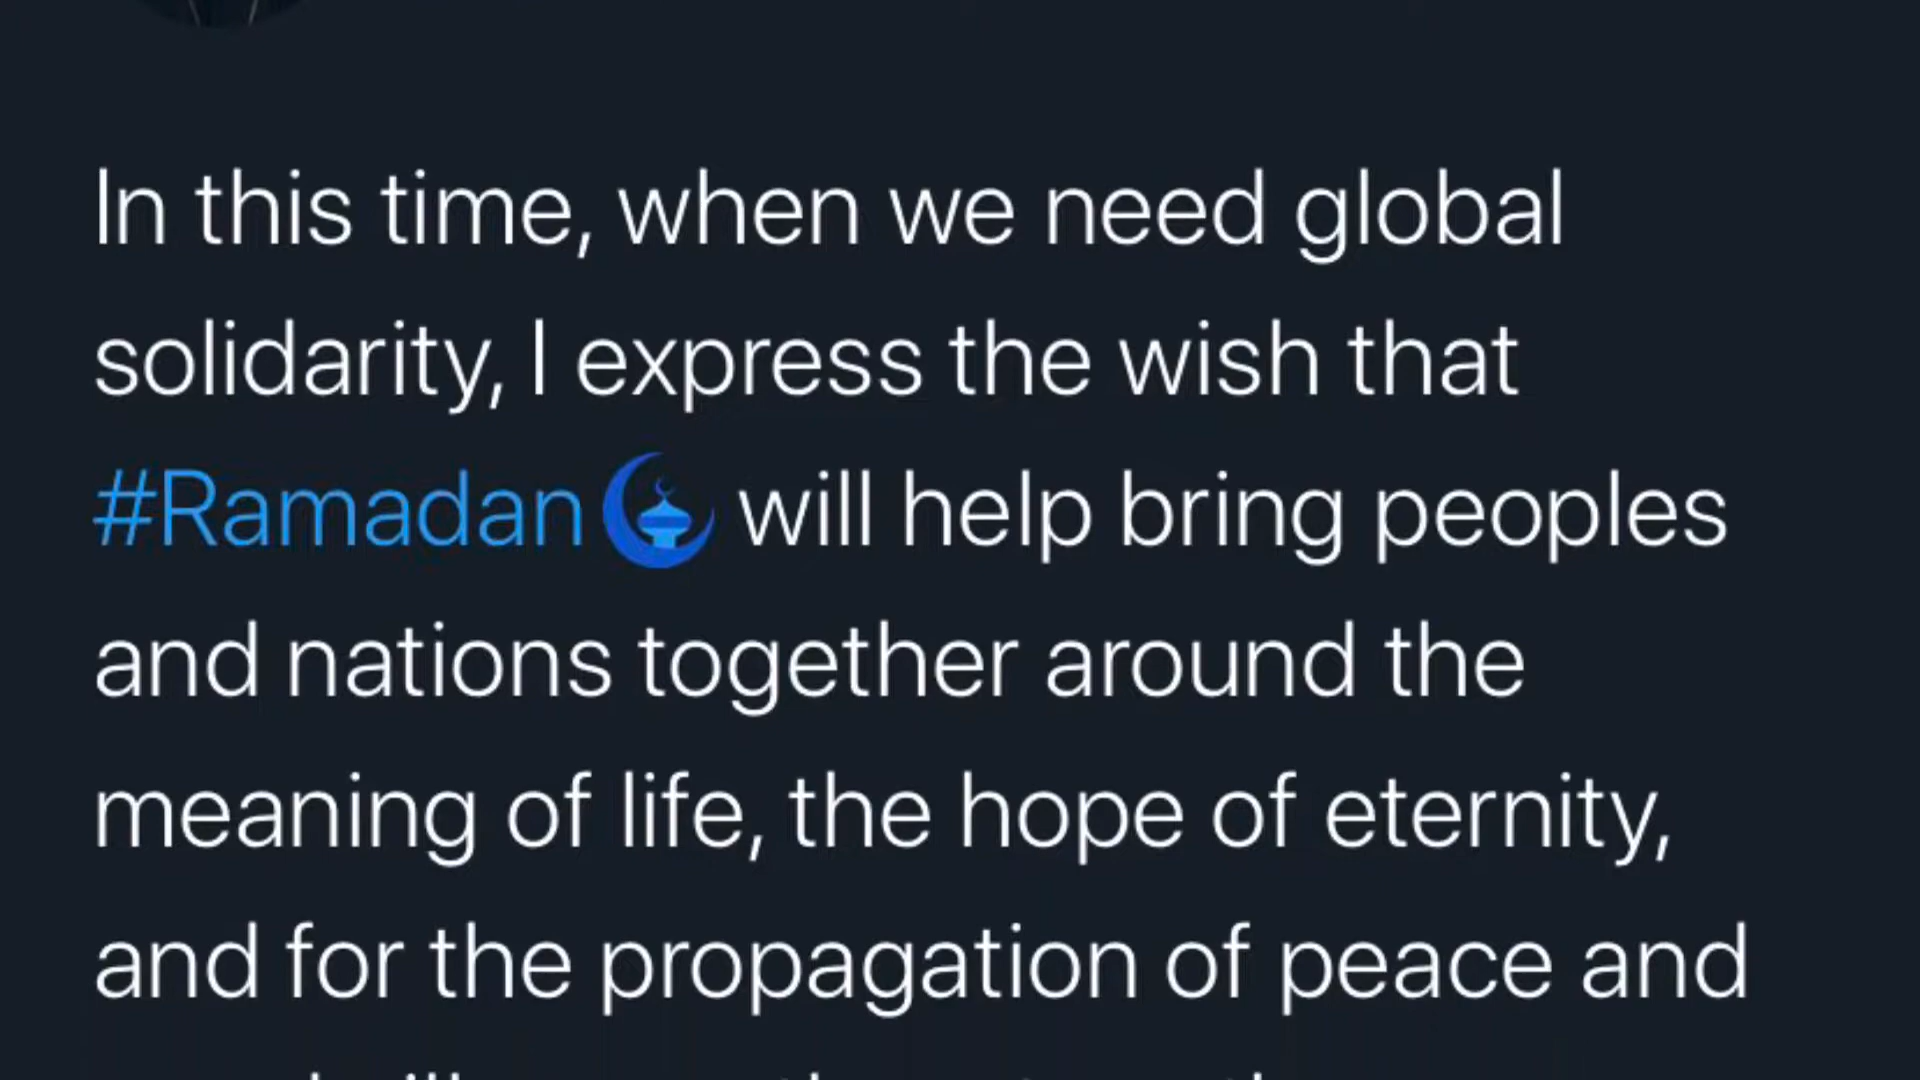 In this time, when we need global
solidarity, I express the wish that
#Ramadan will help bring peoples
and nations together around the
meaning of life, the hope of eternity,
and for the propagation of peace and